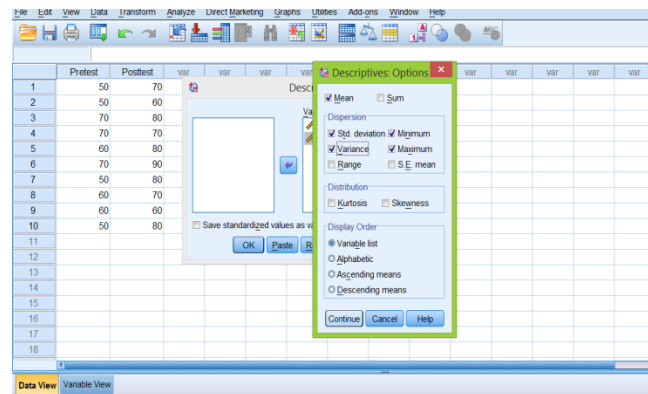 File Edit View Data Transform Analyze Direct Marketing Graphs Utilities Add-ons Window Help
Pretest Posttest var var var var var var var var
1 50 70
2 50 60
3 70 80
4 70 70
5 60 80
6 70 90
7 50 80
8 60 70
9 60 60
10 50 80
11
12
13
14
15
16
17
18
Descr
Va
Save standardized values as va
OK Paste R
Descriptives: Options
Mean Sum
Dispersion
Std. deviation Minimum
Variance Maximum
Range S.E. mean
Distribution
Kurtosis Skewness
Display Order
Variable list
Alphabetic
Ascending means
Descending means
Continue Cancel Help
Data View Variable View